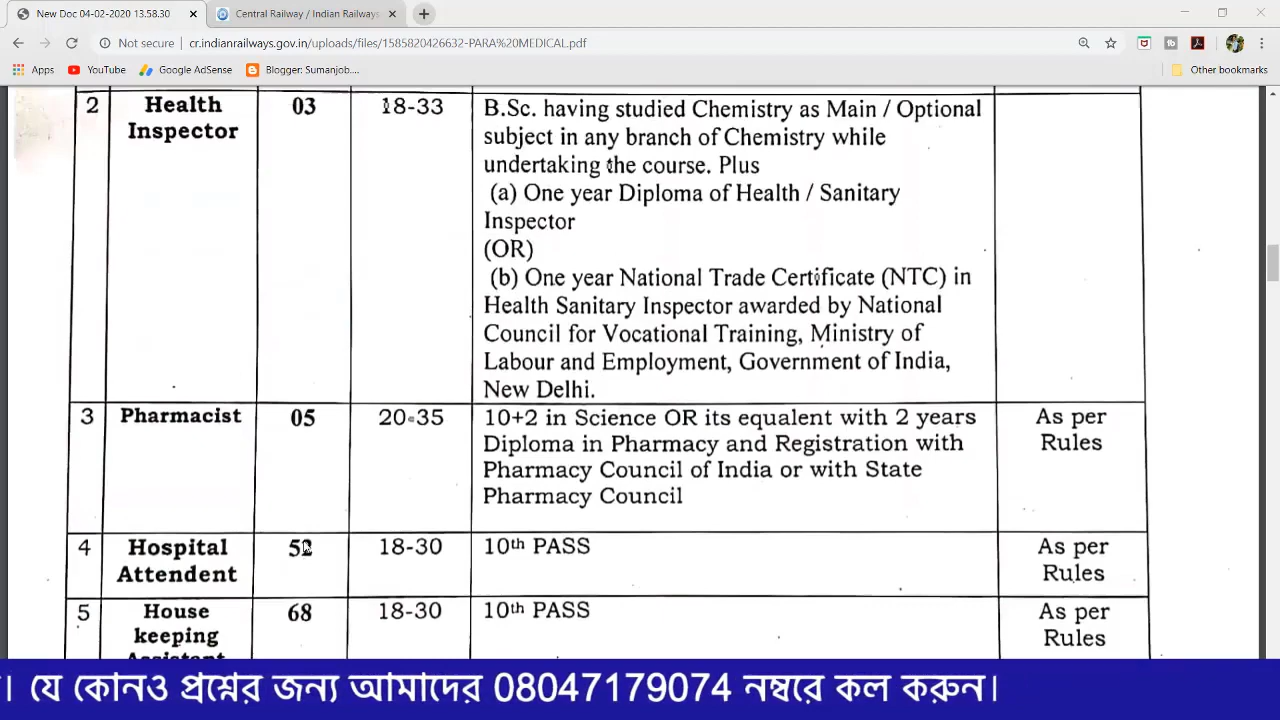 New Doc 04-02-2020 13.58.30
Central Railway / Indian Railways
Not secure | cr.indianrailways.gov.in/uploads/files/1585820426632-PARA%20MEDICAL.pdf
Apps YouTube Google AdSense Blogger: Sumanjob.... Other bookmarks
2 Health Inspector 03 18-33
B.Sc. having studied Chemistry as Main / Optional
subject in any branch of Chemistry while
undertaking the course. Plus
(a) One year Diploma of Health / Sanitary
Inspector
(OR)
(b) One year National Trade Certificate (NTC) in
Health Sanitary Inspector awarded by National
Council for Vocational Training, Ministry of
Labour and Employment, Government of India,
New Delhi.
3 Pharmacist 05 20-35
10+2 in Science OR its equalent with 2 years
Diploma in Pharmacy and Registration with
Pharmacy Council of India or with State
Pharmacy Council
As per
Rules
4 Hospital
Attendent
18-30 10th PASS As per
Rules
5 House
keeping
68 18-30 10th PASS As per
Rules
। যে কোনও প্রশ্নের জন্য আমাদের 08047179074 নম্বরে কল করুন।